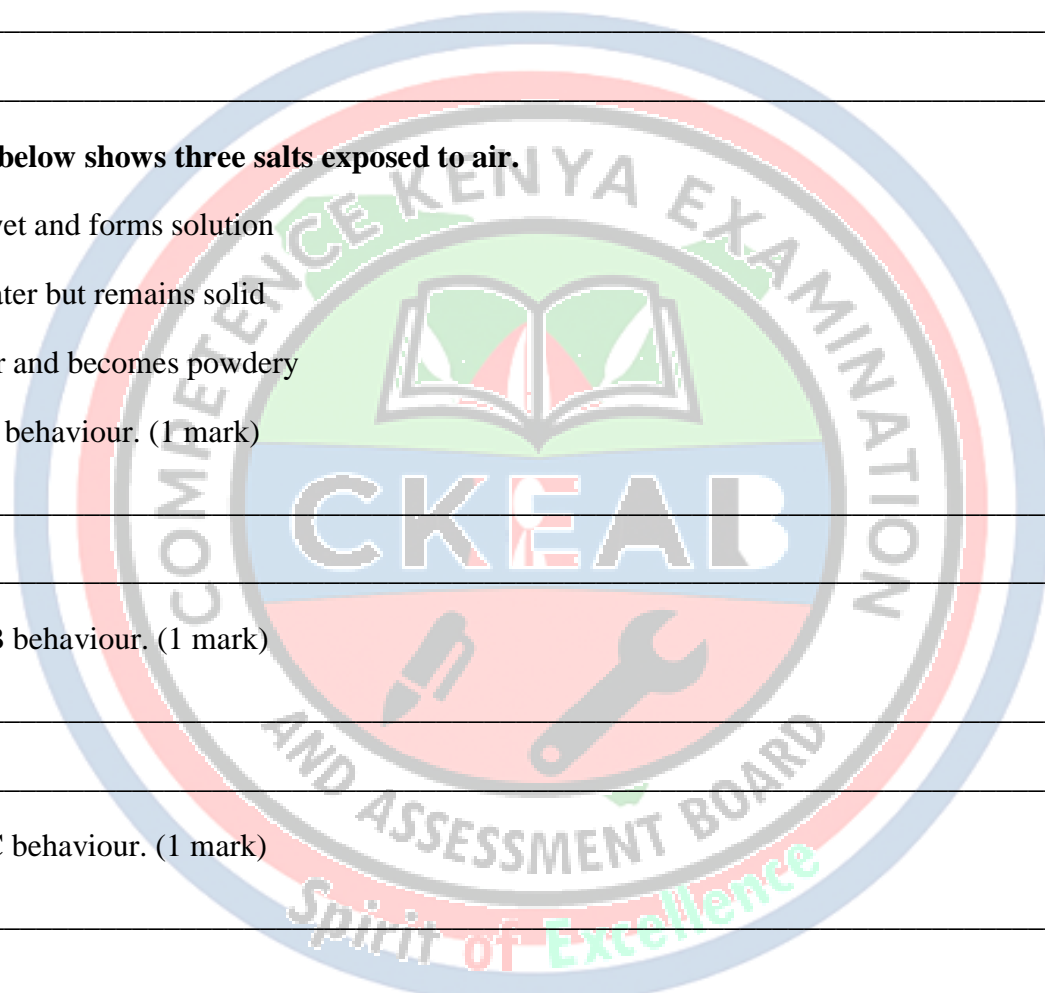 below shows three salts exposed to air.
et and forms solution
ater but remains solid
and becomes powdery
behaviour. (1 mark)
behaviour. (1 mark)
behaviour. (1 mark)
COMPETENCE KENYA EXAMINATION
CKEAB
AND ASSESSMENT BOARD
Spirit of Excellence